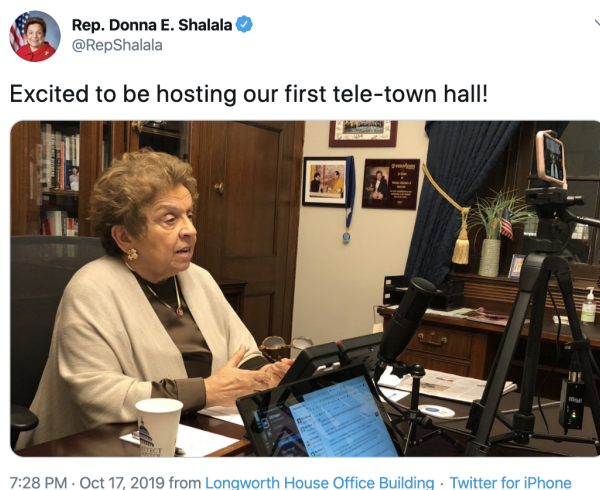 Rep. Donna E. Shalala
@RepShalala
Excited to be hosting our first tele-town hall!
7:28 PM · Oct 17, 2019 from Longworth House Office Building · Twitter for iPhone